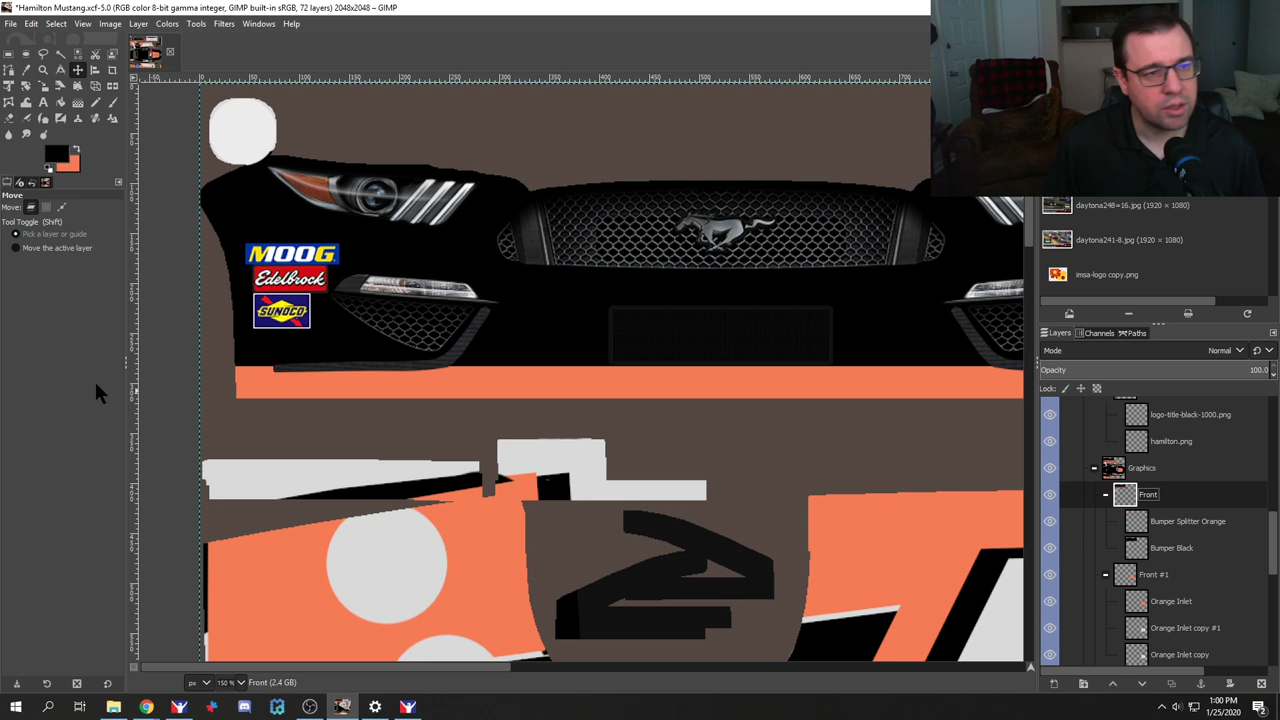 *Hamilton Mustang.xcf-5.0 (RGB color 8-bit gamma integer, GIMP built-in sRGB, 72 layers) 2048x2048 – GIMP
File Edit Select View Image Layer Colors Tools Filters Windows Help
Move
Move:
Tool Toggle (Shift)
Pick a layer or guide
Move the active layer
MOOG
Edelbrock
SUNOCO
daytona248=16.jpg (1920 × 1080)
daytona241-8.jpg (1920 × 1080)
imsa-logo copy.png
Layers Channels Paths
Mode Normal
Opacity 100.0
Lock:
logo-title-black-1000.png
hamilton.png
Graphics
Front
Bumper Splitter Orange
Bumper Black
Front #1
Orange Inlet
Orange Inlet copy #1
Orange Inlet copy
px 150 % Front (2.4 GB)
1:00 PM
1/25/2020